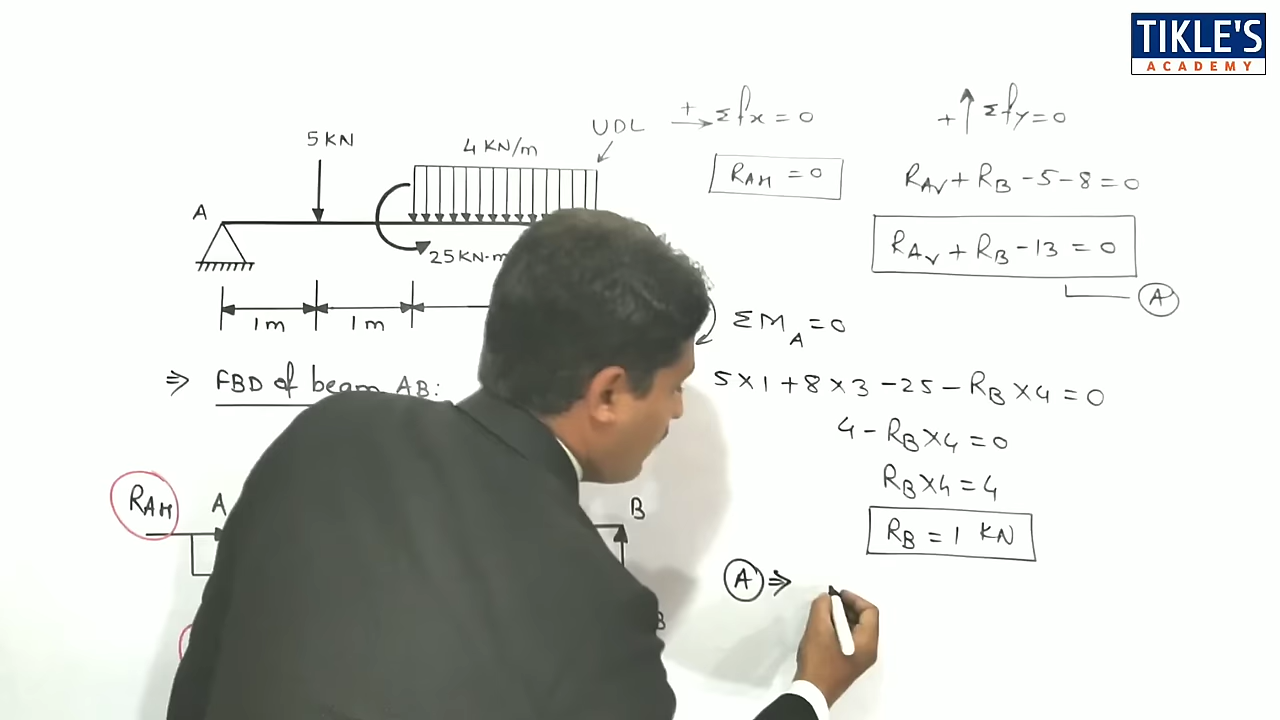 TIKLE'S
ACADEMY
UDL
5 KN
4 KN/m
A
25 KN-m
1m
1m
⇒ FBD of beam AB:
RAH
A
B
+→ Σfx = 0
RAH = 0
+↑ Σfy = 0
RAV + RB - 5 - 8 = 0
RAV + RB - 13 = 0
A
ΣMA = 0
5 × 1 + 8 × 3 - 25 - RB × 4 = 0
4 - RB × 4 = 0
RB × 4 = 4
RB = 1 KN
A ⇒